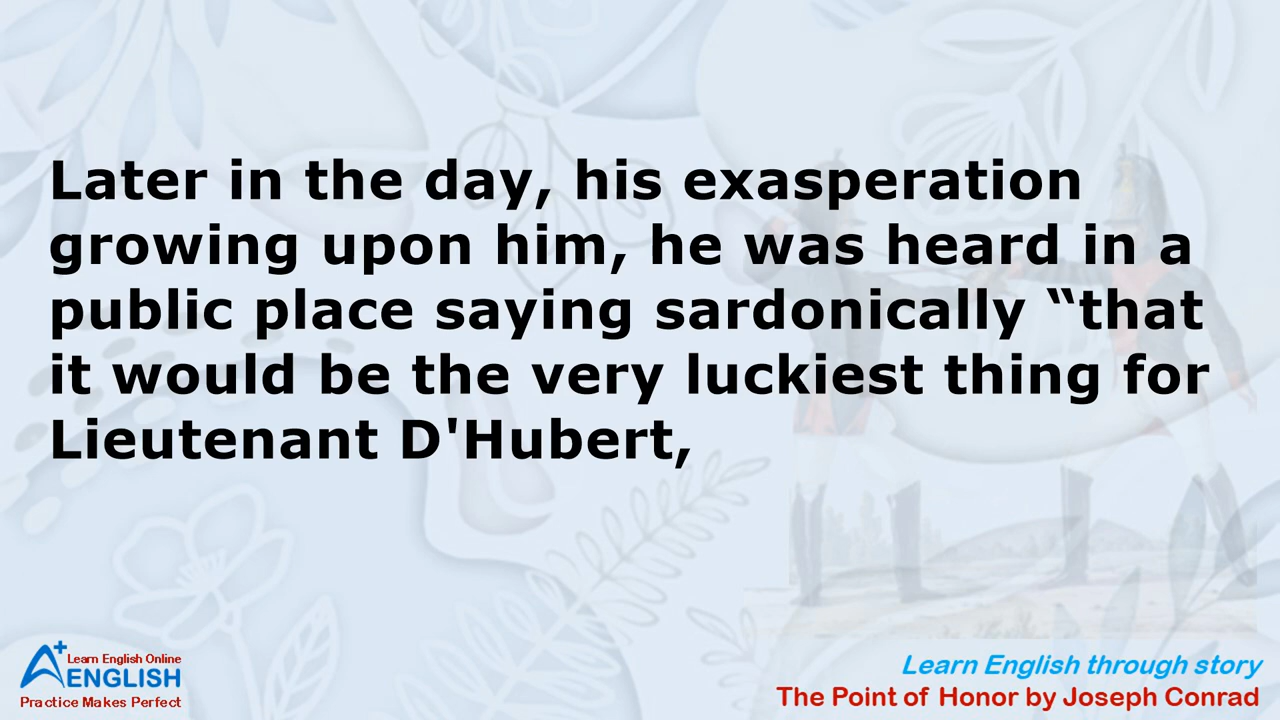 Later in the day, his exasperation
growing upon him, he was heard in a
public place saying sardonically “that
it would be the very luckiest thing for
Lieutenant D'Hubert,
A+ Learn English Online
ENGLISH
Practice Makes Perfect
Learn English through story
The Point of Honor by Joseph Conrad